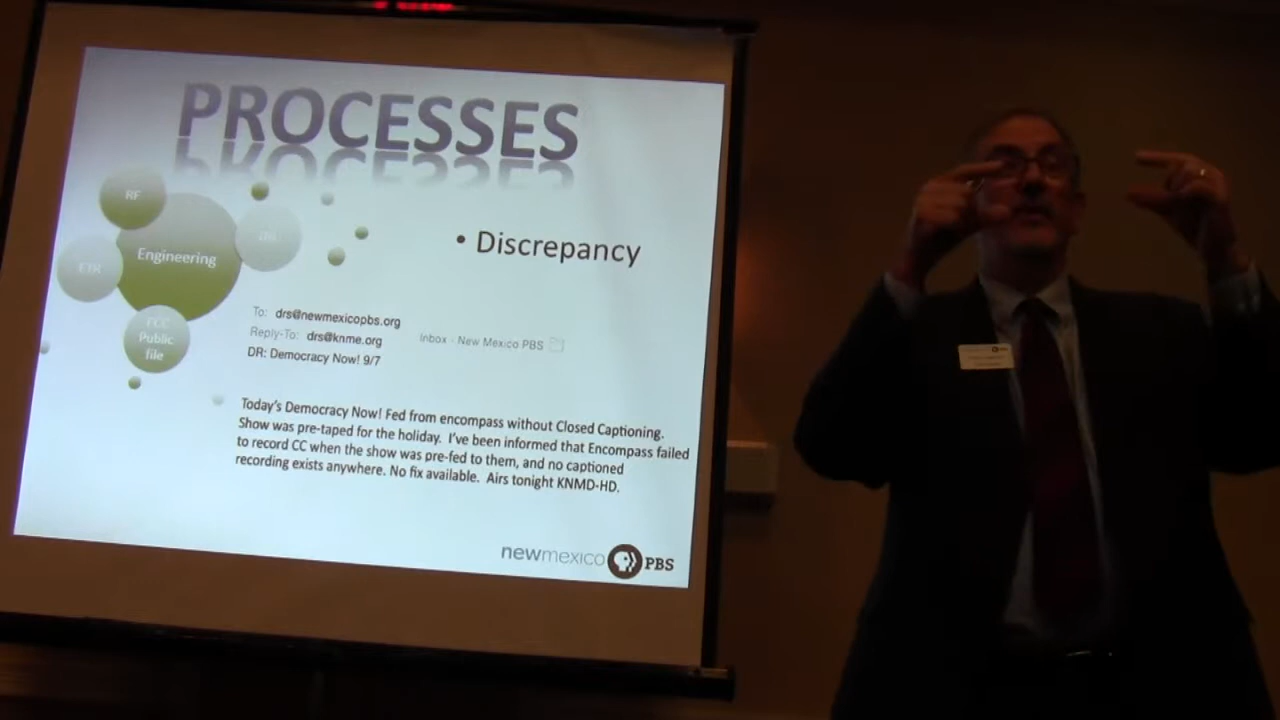 PROCESSES
RF
Engineering
DR
ETR
FCC
Public
file
• Discrepancy
To: drs@newmexicopbs.org
Reply-To: drs@knme.org
Inbox - New Mexico PBS
DR: Democracy Now! 9/7
Today's Democracy Now! Fed from encompass without Closed Captioning.
Show was pre-taped for the holiday. I've been informed that Encompass failed
to record CC when the show was pre-fed to them, and no captioned
recording exists anywhere. No fix available. Airs tonight KNMD-HD.
newmexico PBS